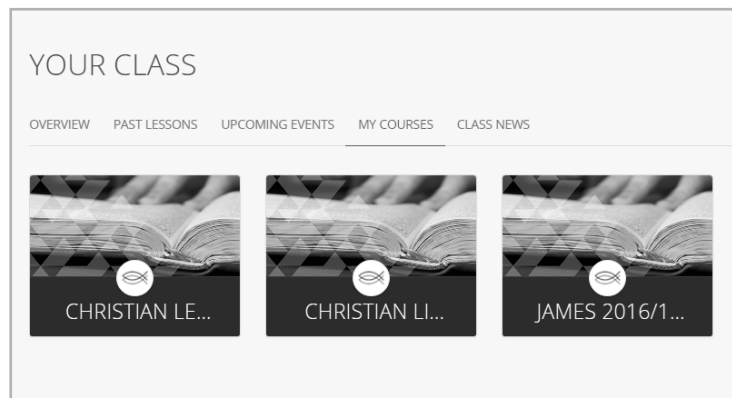 YOUR CLASS
OVERVIEW PAST LESSONS UPCOMING EVENTS MY COURSES CLASS NEWS
CHRISTIAN LE... CHRISTIAN LI... JAMES 2016/1...